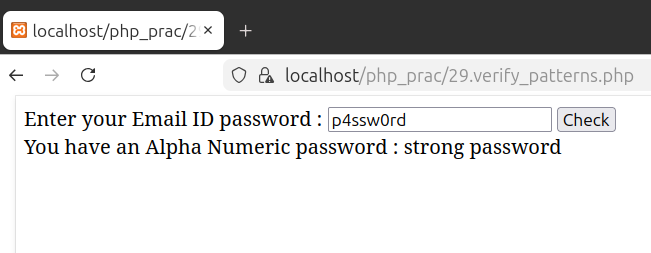 localhost/php_prac/29
localhost/php_prac/29.verify_patterns.php
Enter your Email ID password : p4ssw0rd Check
You have an Alpha Numeric password : strong password